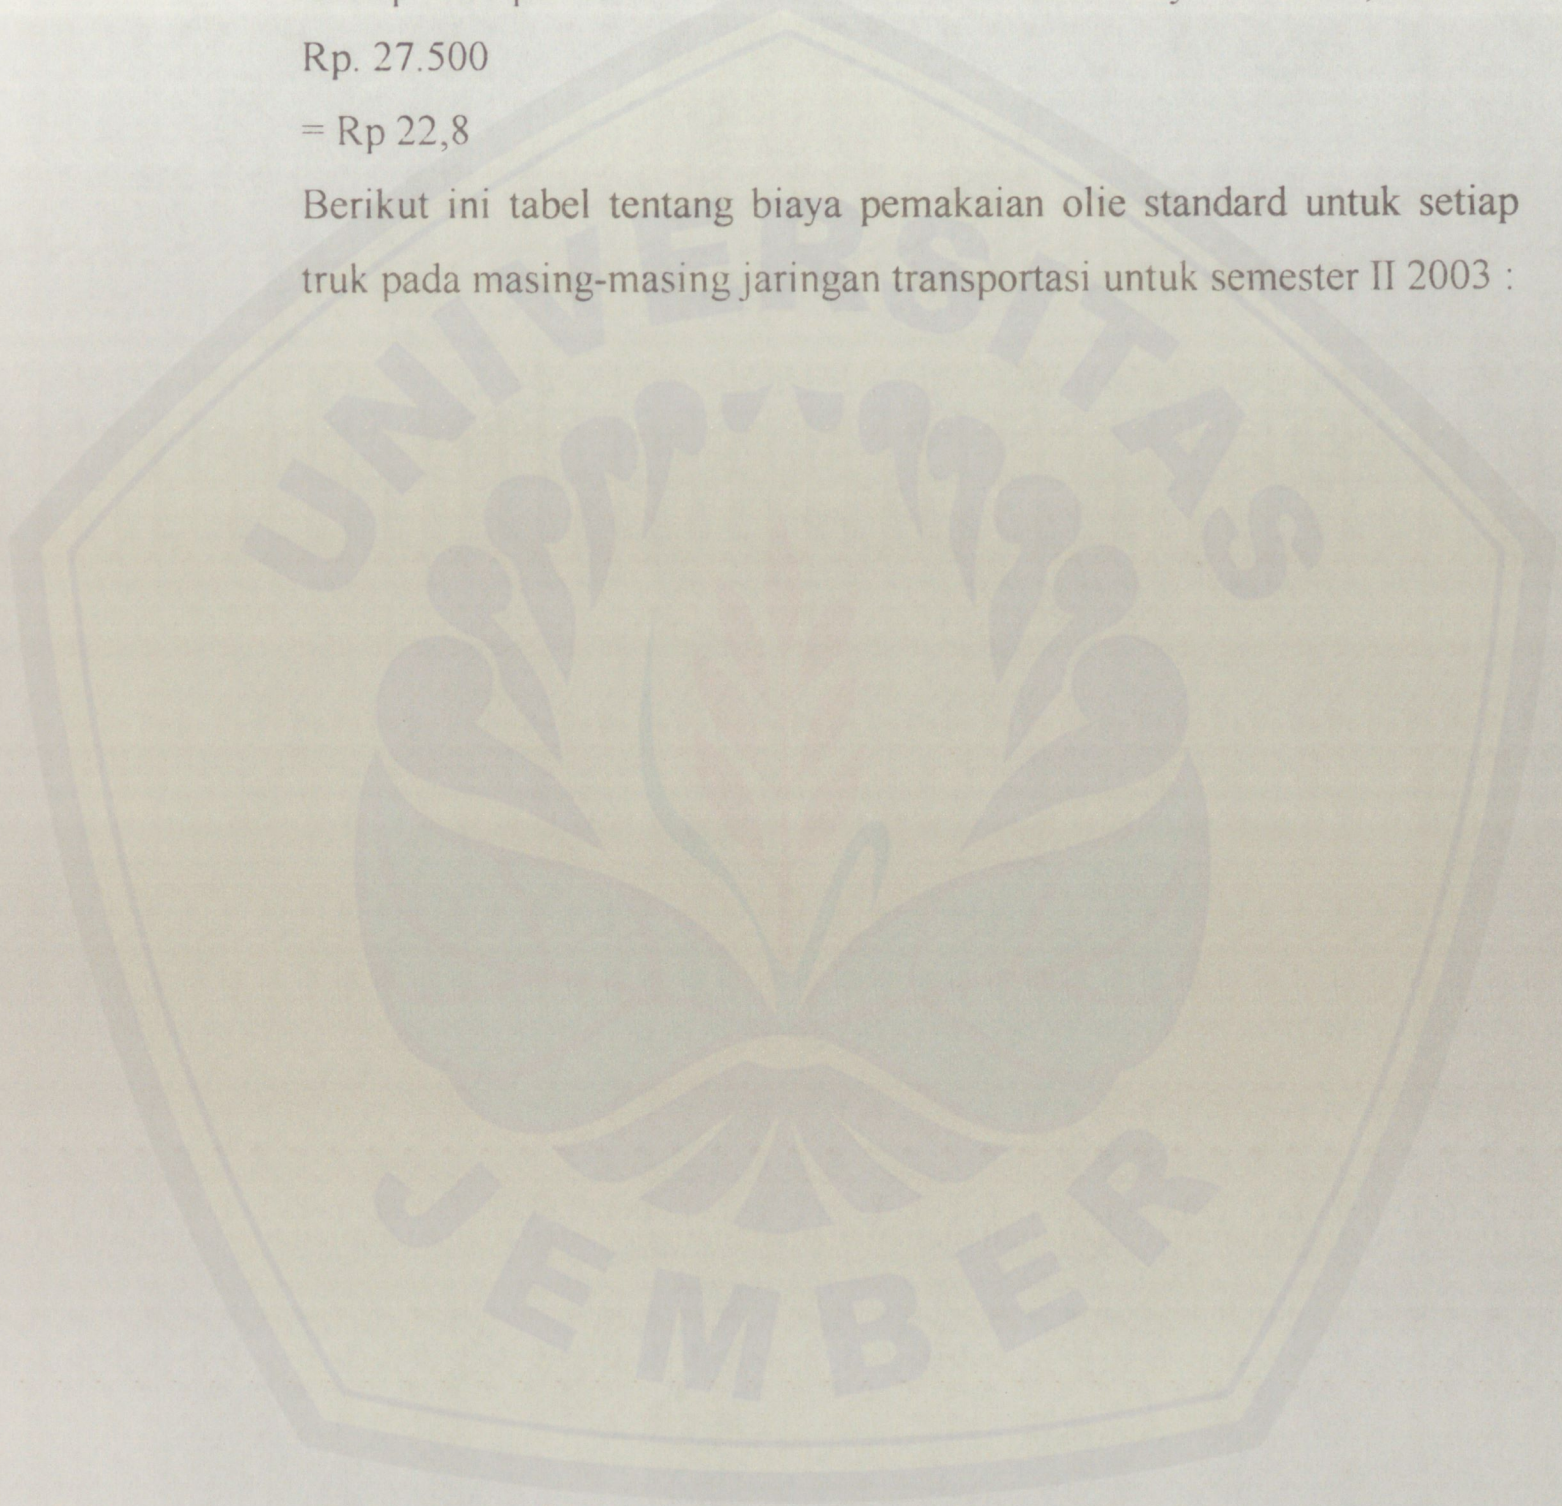 Rp. 27.500
= Rp 22,8
Berikut ini tabel tentang biaya pemakaian olie standard untuk setiap
truk pada masing-masing jaringan transportasi untuk semester II 2003 :
UNIVERSITAS
JEMBER